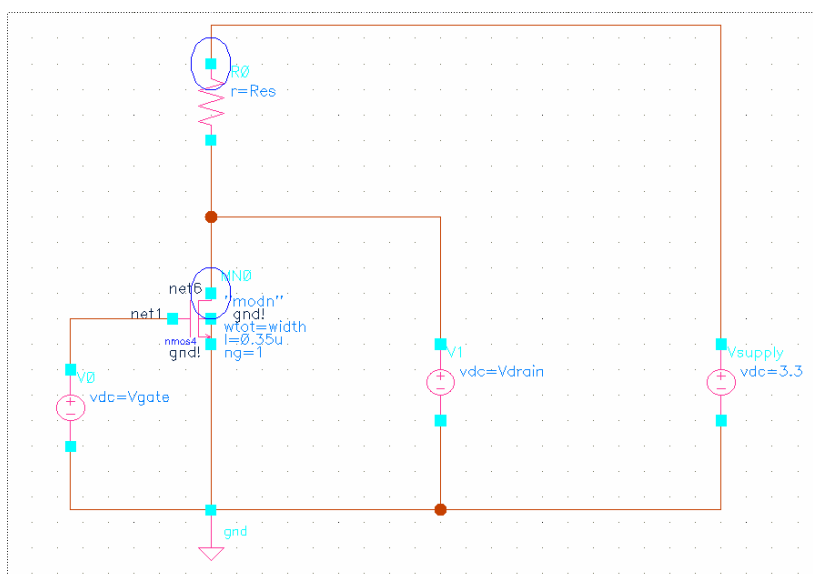 R0
r=Res
MN0
net6
"modn"
gnd!
net1
wtot=width
nmos4
l=0.35u
gnd!
ng=1
V0
vdc=Vgate
V1
vdc=Vdrain
Vsupply
vdc=3.3
gnd